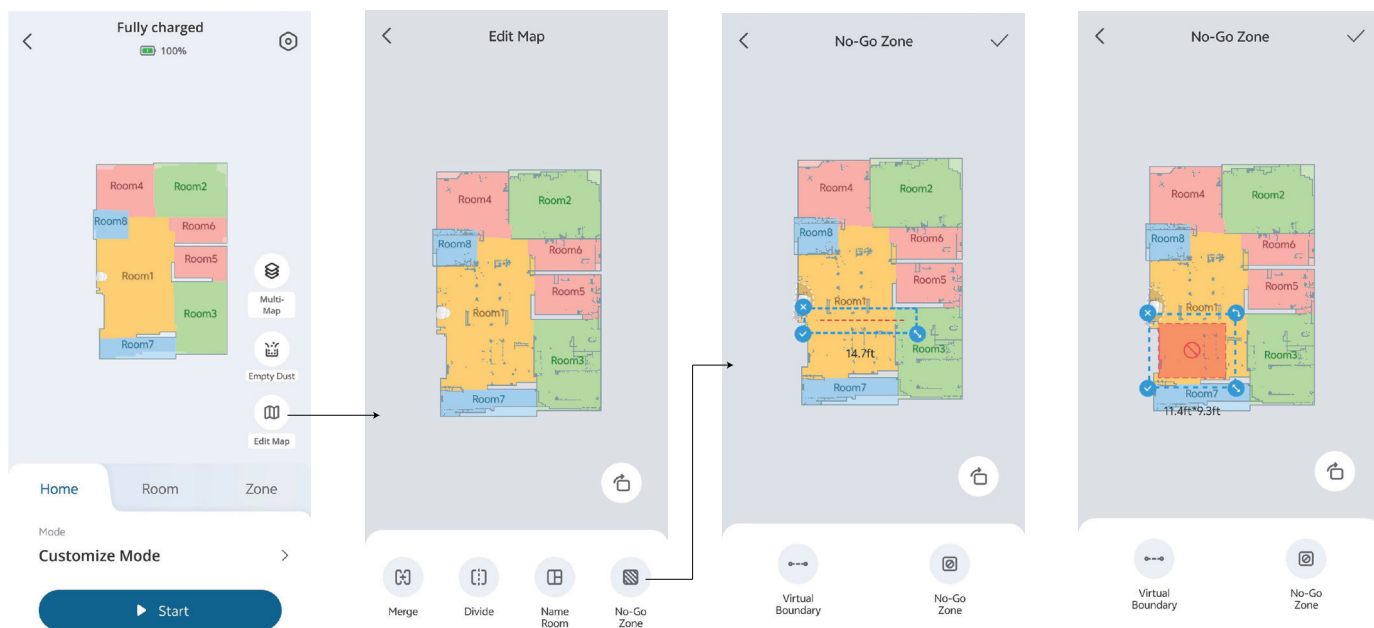 Fully charged
100%
Room4
Room2
Room8
Room6
Room5
Room1
Room3
Room7
Multi-
Map
Empty Dust
Edit Map
Home
Room
Zone
Mode
Customize Mode
Start
Edit Map
Room4
Room2
Room8
Room6
Room5
Room1
Room3
Room7
Merge
Divide
Name
Room
No-Go
Zone
No-Go Zone
Room4
Room2
Room8
Room6
Room5
Room1
14.7ft
Room3
Room7
Virtual
Boundary
No-Go
Zone
No-Go Zone
Room4
Room2
Room8
Room6
Room5
Room1
Room3
Room7
11.4ft*9.3ft
Virtual
Boundary
No-Go
Zone